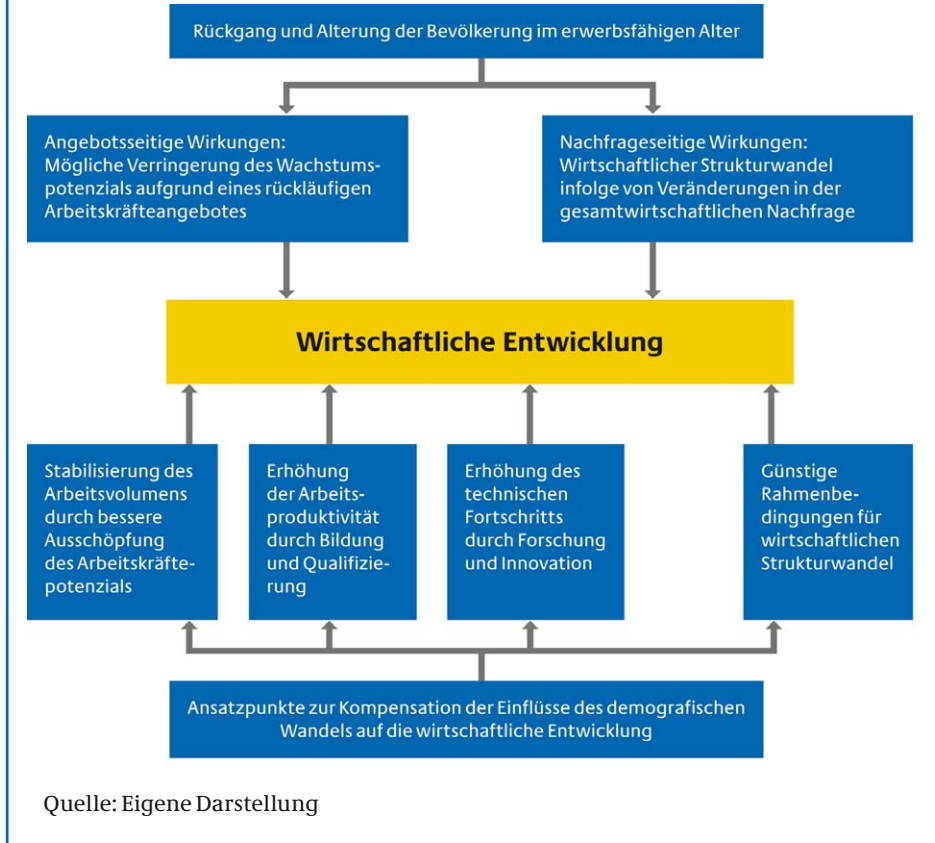 Rückgang und Alterung der Bevölkerung im erwerbsfähigen Alter
Angebotsseitige Wirkungen:
Mögliche Verringerung des Wachstums-
potenzials aufgrund eines rückläufigen
Arbeitskräfteangebotes
Nachfrageseitige Wirkungen:
Wirtschaftlicher Strukturwandel
infolge von Veränderungen in der
gesamtwirtschaftlichen Nachfrage
Wirtschaftliche Entwicklung
Stabilisierung des
Arbeitsvolumens
durch bessere
Ausschöpfung
des Arbeitskräfte-
potenzials
Erhöhung
der Arbeits-
produktivität
durch Bildung
und Qualifizie-
rung
Erhöhung des
technischen
Fortschritts
durch Forschung
und Innovation
Günstige
Rahmenbe-
dingungen für
wirtschaftlichen
Strukturwandel
Ansatzpunkte zur Kompensation der Einflüsse des demografischen
Wandels auf die wirtschaftliche Entwicklung
Quelle: Eigene Darstellung